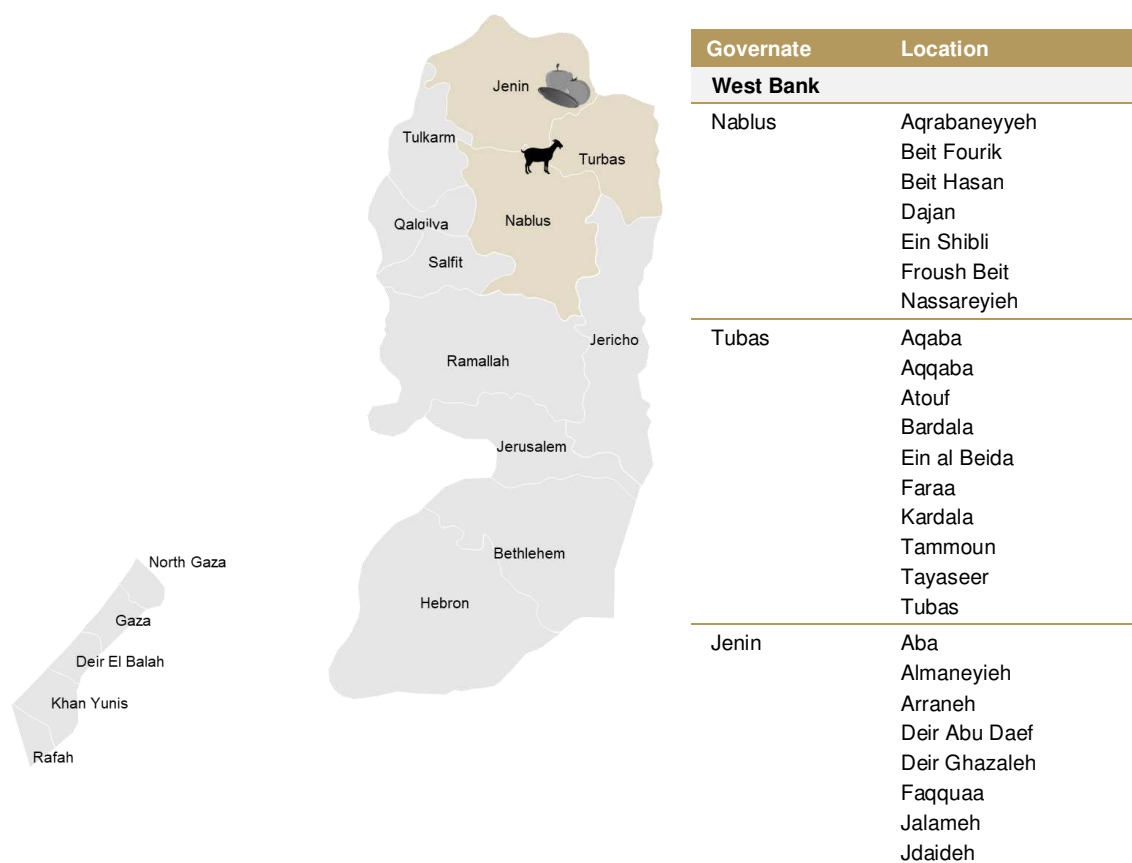 Jenin
Tulkarm
Turbas
Qalqilva
Nablus
Salfit
Jericho
Ramallah
Jerusalem
Bethlehem
Hebron
North Gaza
Gaza
Deir El Balah
Khan Yunis
Rafah
Governate Location
West Bank
Nablus Aqrabaneyyeh
Beit Fourik
Beit Hasan
Dajan
Ein Shibli
Froush Beit
Nassareyieh
Tubas Aqaba
Aqqaba
Atouf
Bardala
Ein al Beida
Faraa
Kardala
Tammoun
Tayaseer
Tubas
Jenin Aba
Almaneyieh
Arraneh
Deir Abu Daef
Deir Ghazaleh
Faqquaa
Jalameh
Jdaideh